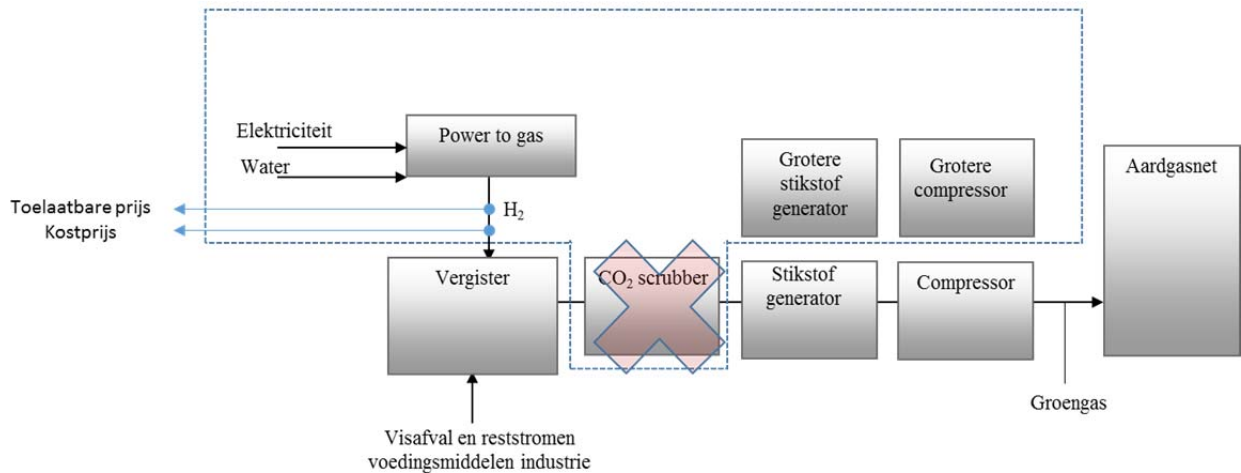 Elektriciteit
Water
Power to gas
Toelaatbare prijs
Kostprijs
H₂
Grotere
stikstof
generator
Grotere
compressor
Aardgasnet
Vergister
CO₂ scrubber
Stikstof
generator
Compressor
Groengas
Visafval en reststromen
voedingsmiddelen industrie